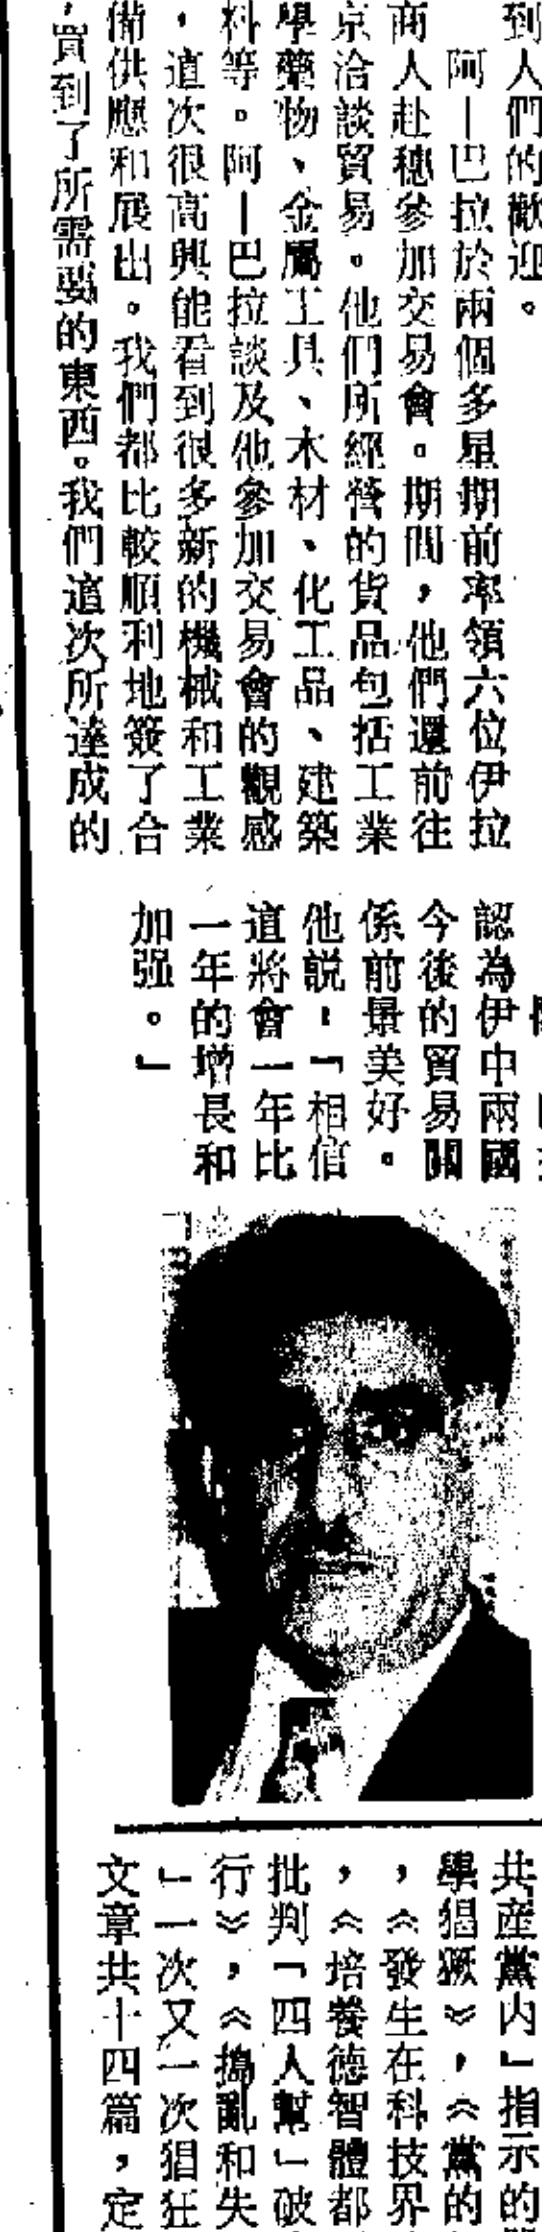 到人們的歡迎。
阿—巴拉於兩個多星期前率領六位伊拉
商人赴穗參加交易會。期間，他們還前往
京洽談貿易。他們所經營的貨品包括工業
學藥物、金屬工具、木材、化工品、建築
料等。阿—巴拉談及他參加交易會的觀感
，這次很高興能看到很多新的機械和工業
備供應和展出。我們都比較順利地簽了合
，買到了所需要的東西。我們這次所達成的
認為伊中兩國
今後的貿易關
係前景美好。
他說：「相信
這將會一年比
一年的增長和
加强。」
共產黨内」指示的
學猖獗》，《黨的
，《發生在科技界
，《培養德智體都
批判「四人幫」破
行》，《搗亂和失
」一次又一次猖狂
文章共十四篇，定